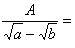 A/(√a − √b) =